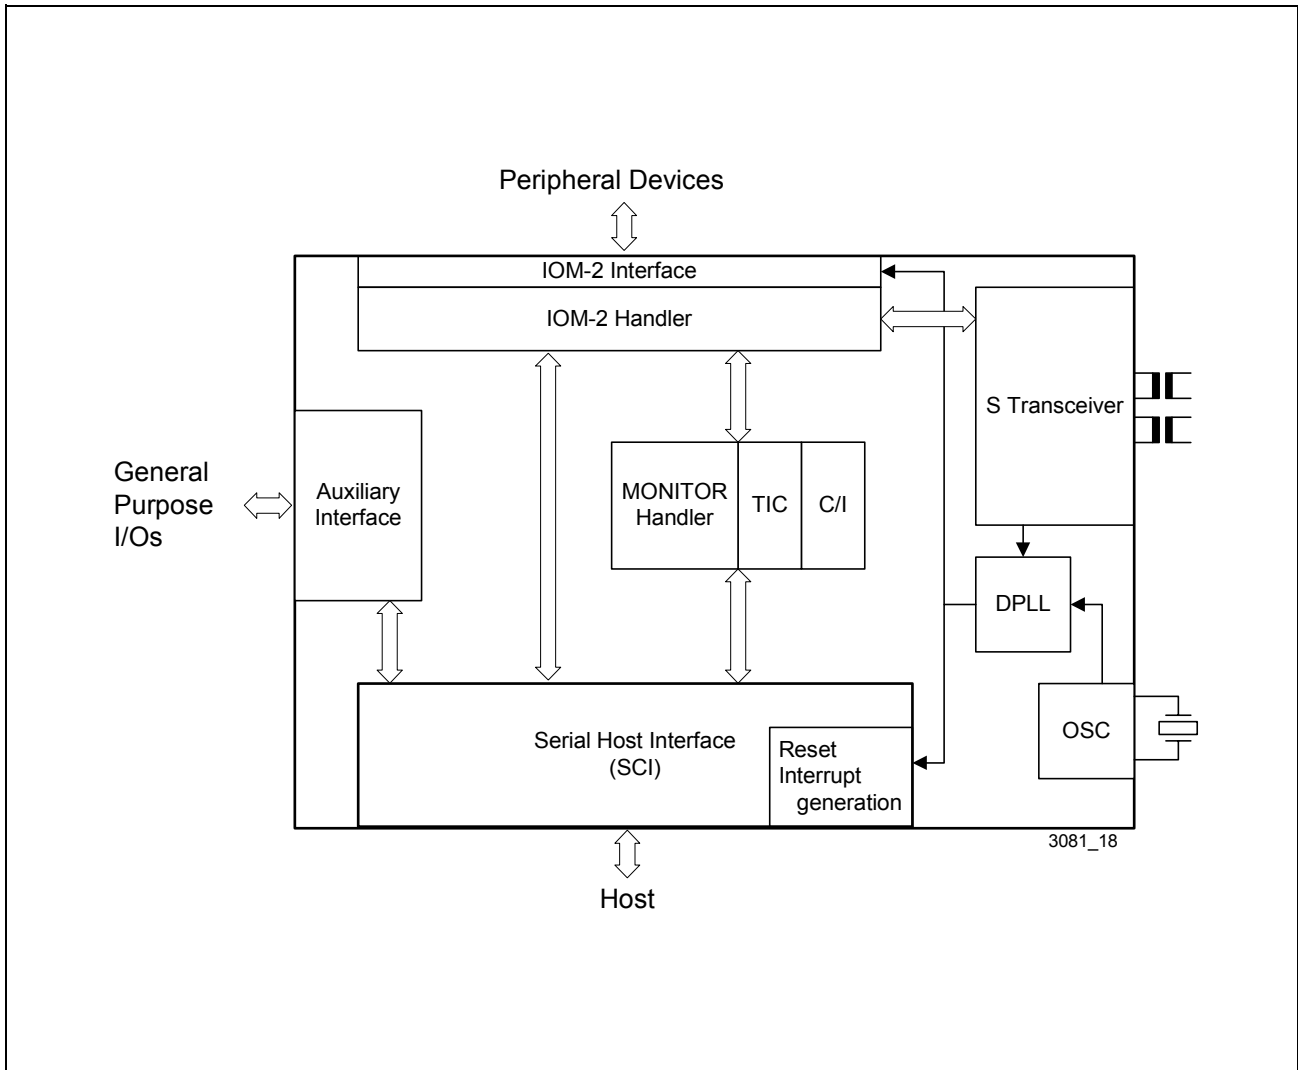 Peripheral Devices
IOM-2 Interface
IOM-2 Handler
S Transceiver
General
Purpose
I/Os
Auxiliary
Interface
MONITOR
Handler
TIC
C/I
DPLL
OSC
Serial Host Interface
(SCI)
Reset
Interrupt
generation
3081_18
Host